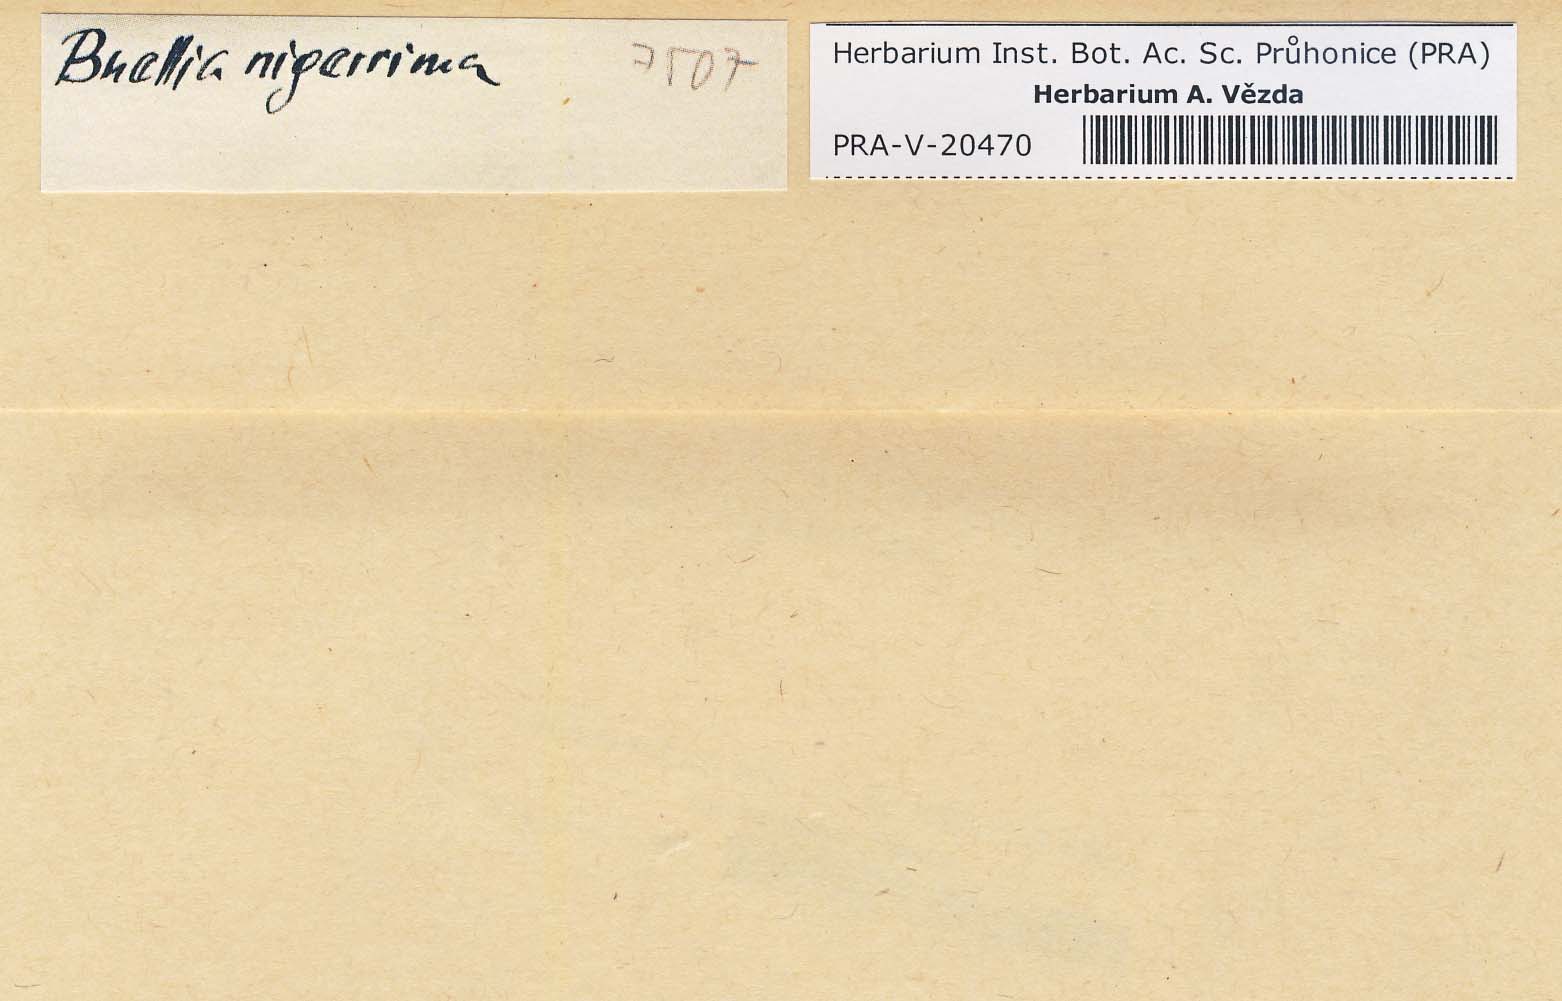 Buellia nigerrima 7507
Herbarium Inst. Bot. Ac. Sc. Průhonice (PRA)
Herbarium A. Vězda
PRA-V-20470